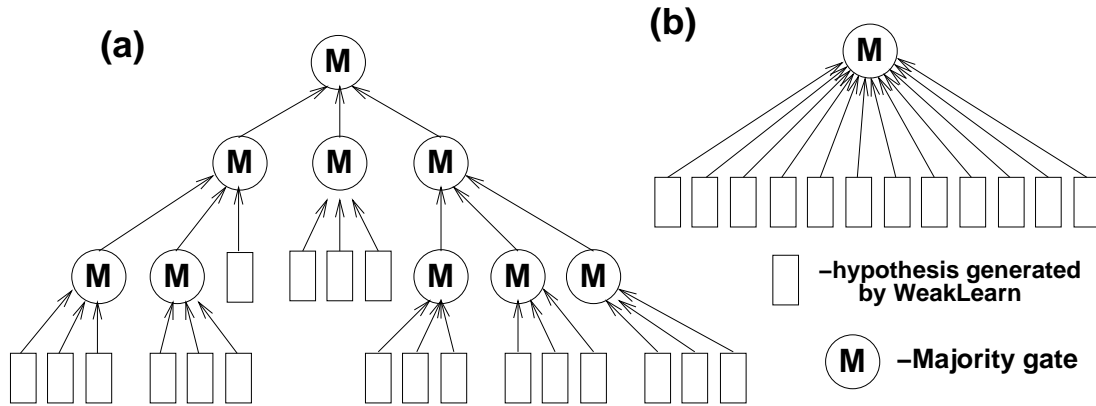 (a)
(b)
M
M
M M M
M M M M M
–hypothesis generated
by WeakLearn
M –Majority gate